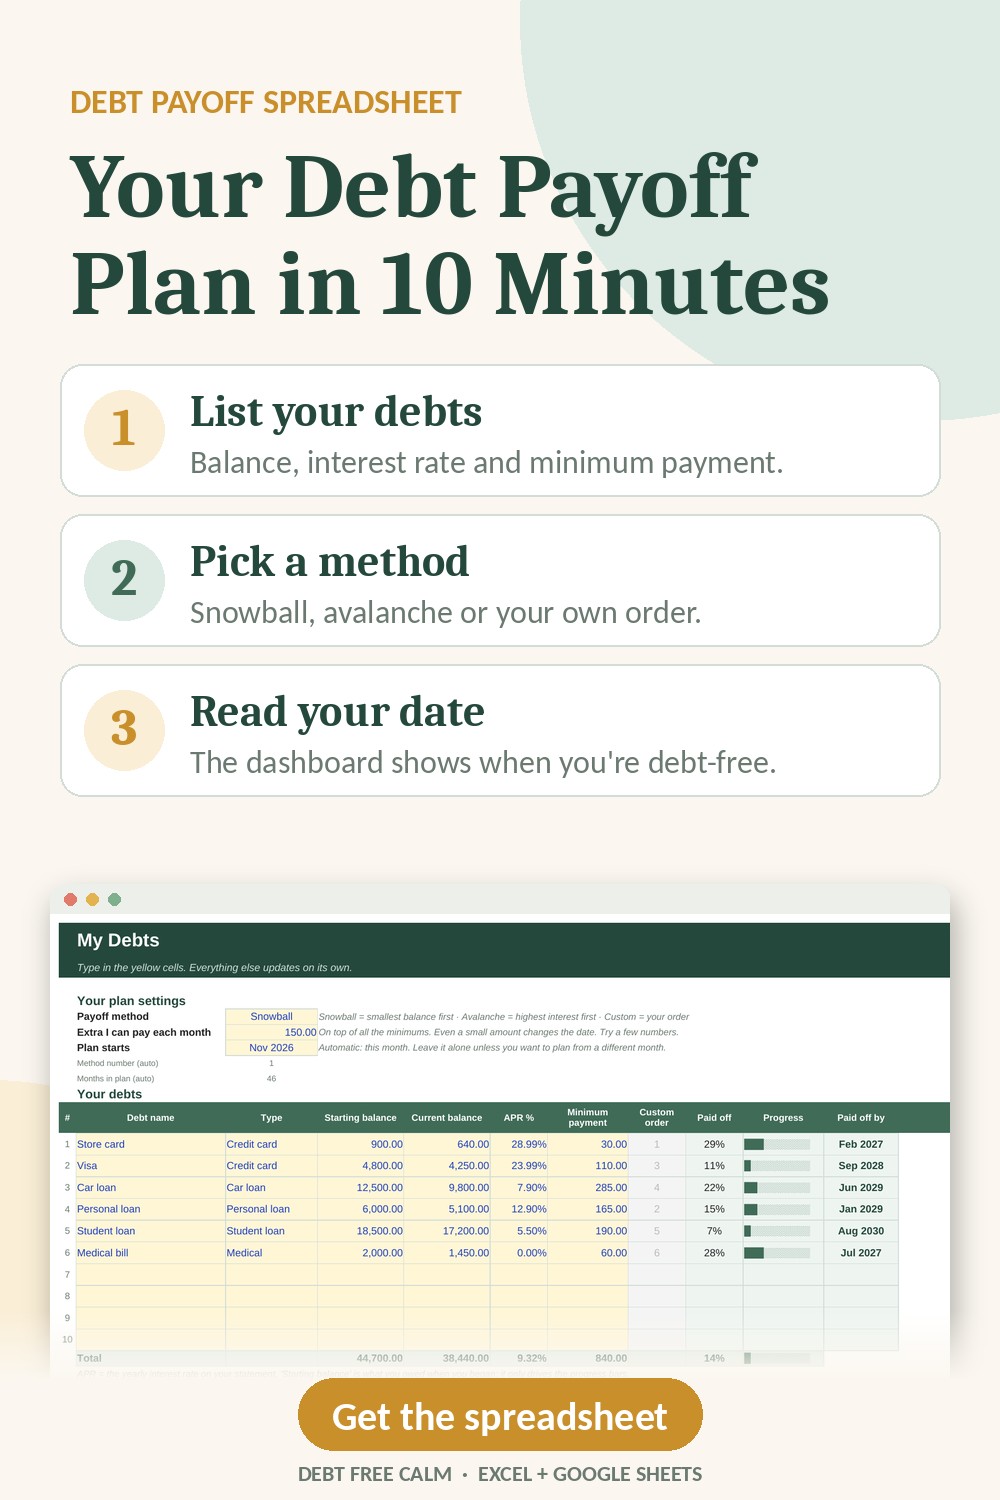 DEBT PAYOFF SPREADSHEET
Your Debt Payoff
Plan in 10 Minutes
1
List your debts
Balance, interest rate and minimum payment.
2
Pick a method
Snowball, avalanche or your own order.
3
Read your date
The dashboard shows when you're debt-free.
My Debts
Type in the yellow cells. Everything else updates on its own.
Your plan settings
Payoff method Snowball Snowball = smallest balance first · Avalanche = highest interest first · Custom = your order
Extra I can pay each month 150.00 On top of all the minimums. Even a small amount changes the date. Try a few numbers.
Plan starts Nov 2026 Automatic: this month. Leave it alone unless you want to plan from a different month.
Method number (auto) 1
Months in plan (auto) 46
Your debts
# Debt name Type Starting balance Current balance APR % Minimum payment Custom order Paid off Progress Paid off by
1 Store card Credit card 900.00 640.00 28.99% 30.00 1 29% Feb 2027
2 Visa Credit card 4,800.00 4,250.00 23.99% 110.00 3 11% Sep 2028
3 Car loan Car loan 12,500.00 9,800.00 7.90% 285.00 4 22% Jun 2029
4 Personal loan Personal loan 6,000.00 5,100.00 12.90% 165.00 2 15% Jan 2029
5 Student loan Student loan 18,500.00 17,200.00 5.50% 190.00 5 7% Aug 2030
6 Medical bill Medical 2,000.00 1,450.00 0.00% 60.00 6 28% Jul 2027
7
8
9
10
Total 44,700.00 38,440.00 9.32% 840.00 14%
Get the spreadsheet
DEBT FREE CALM · EXCEL + GOOGLE SHEETS